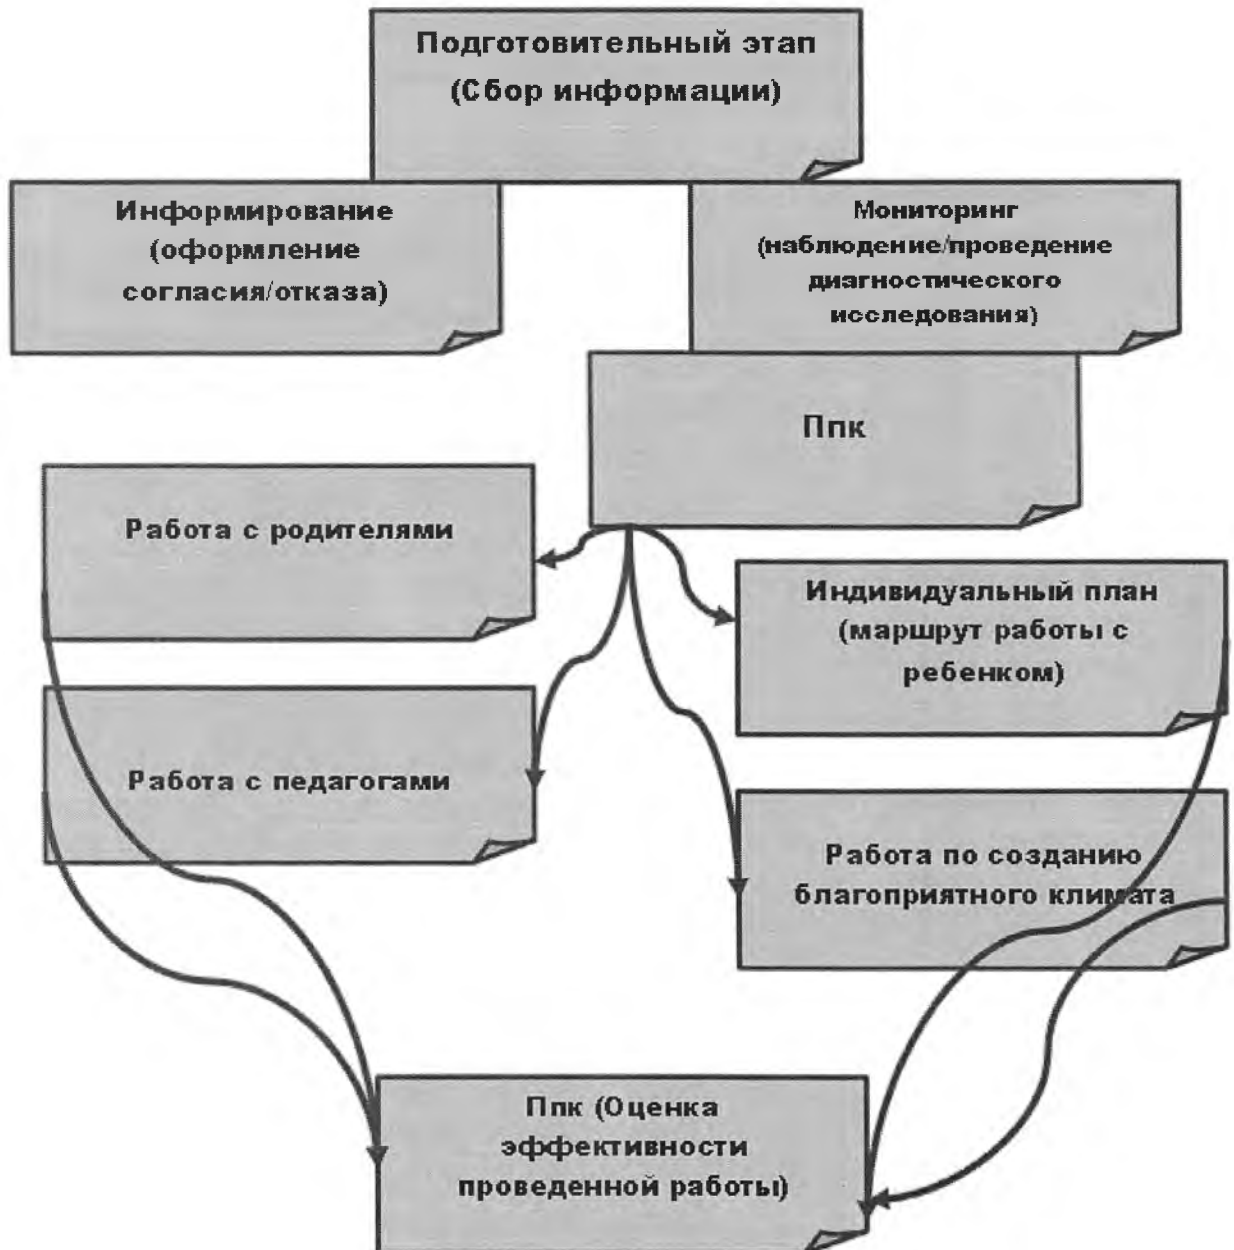 Подготовительный этап
(Сбор информации)
Информирование
(оформление
согласия/отказа)
Мониторинг
(наблюдение/проведение
диагностического
исследования)
Ппк
Работа с родителями
Индивидуальный план
(маршрут работы с
ребенком)
Работа с педагогами
Работа по созданию
благоприятного климата
Ппк (Оценка
эффективности
проведенной работы)